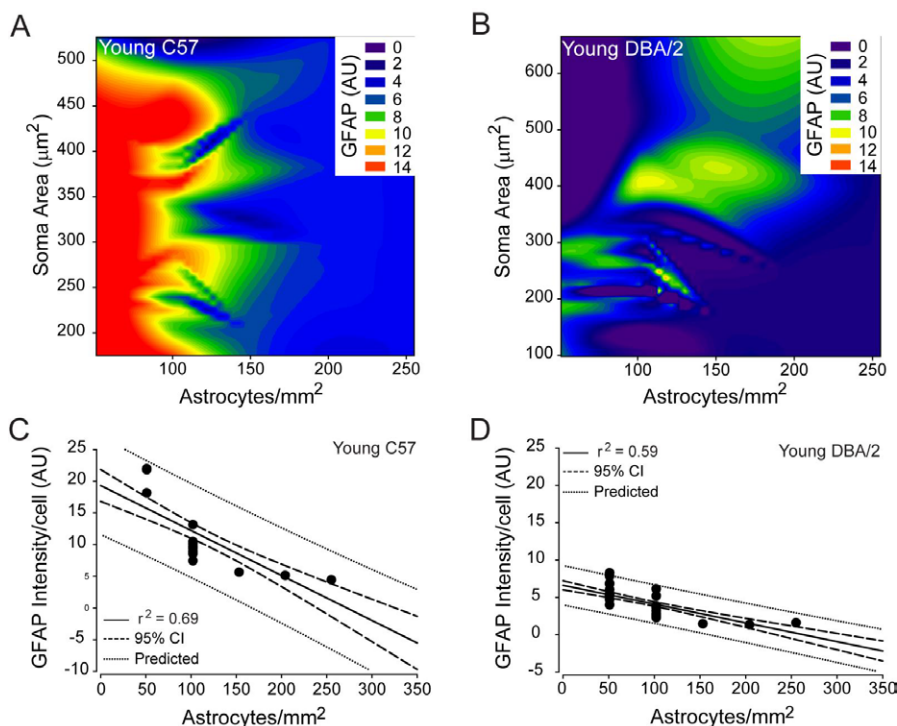 A
Young C57
Soma Area (μm²)
500
450
400
350
300
250
200
100
150
200
250
Astrocytes/mm²
GFAP (AU)
0
2
4
6
8
10
12
14
B
Young DBA/2
Soma Area (μm²)
600
500
400
300
200
100
100
150
200
250
Astrocytes/mm²
GFAP (AU)
0
2
4
6
8
10
12
14
C
Young C57
GFAP Intensity/cell (AU)
25
20
15
10
5
0
-5
-10
r² = 0.69
95% CI
Predicted
0
50
100
150
200
250
300
350
Astrocytes/mm²
D
Young DBA/2
GFAP Intensity/cell (AU)
25
20
15
10
5
0
-5
r² = 0.59
95% CI
Predicted
0
50
100
150
200
250
300
350
Astrocytes/mm²